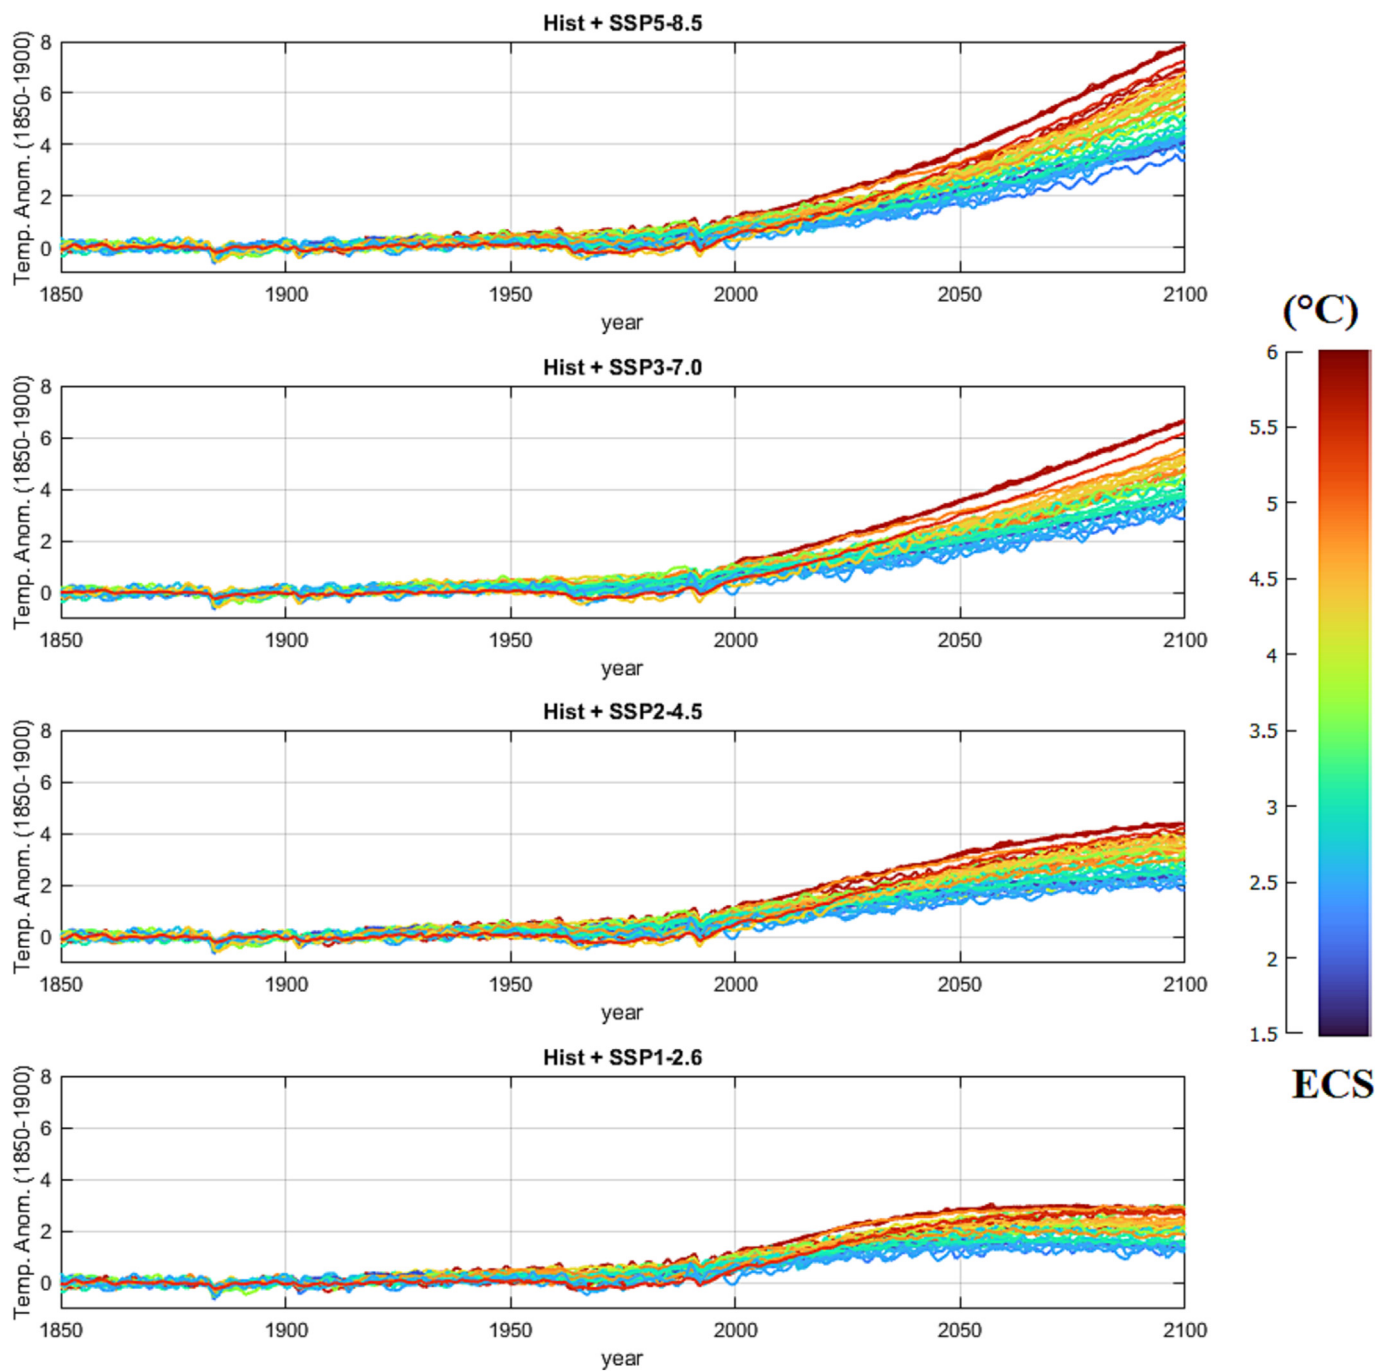 Hist + SSP5-8.5
Temp. Anom. (1850-1900)
8
6
4
2
0
1850 1900 1950 2000 2050 2100
year
Hist + SSP3-7.0
Temp. Anom. (1850-1900)
8
6
4
2
0
1850 1900 1950 2000 2050 2100
year
Hist + SSP2-4.5
Temp. Anom. (1850-1900)
8
6
4
2
0
1850 1900 1950 2000 2050 2100
year
Hist + SSP1-2.6
Temp. Anom. (1850-1900)
8
6
4
2
0
1850 1900 1950 2000 2050 2100
year
(°C)
6
5.5
5
4.5
4
3.5
3
2.5
2
1.5
ECS